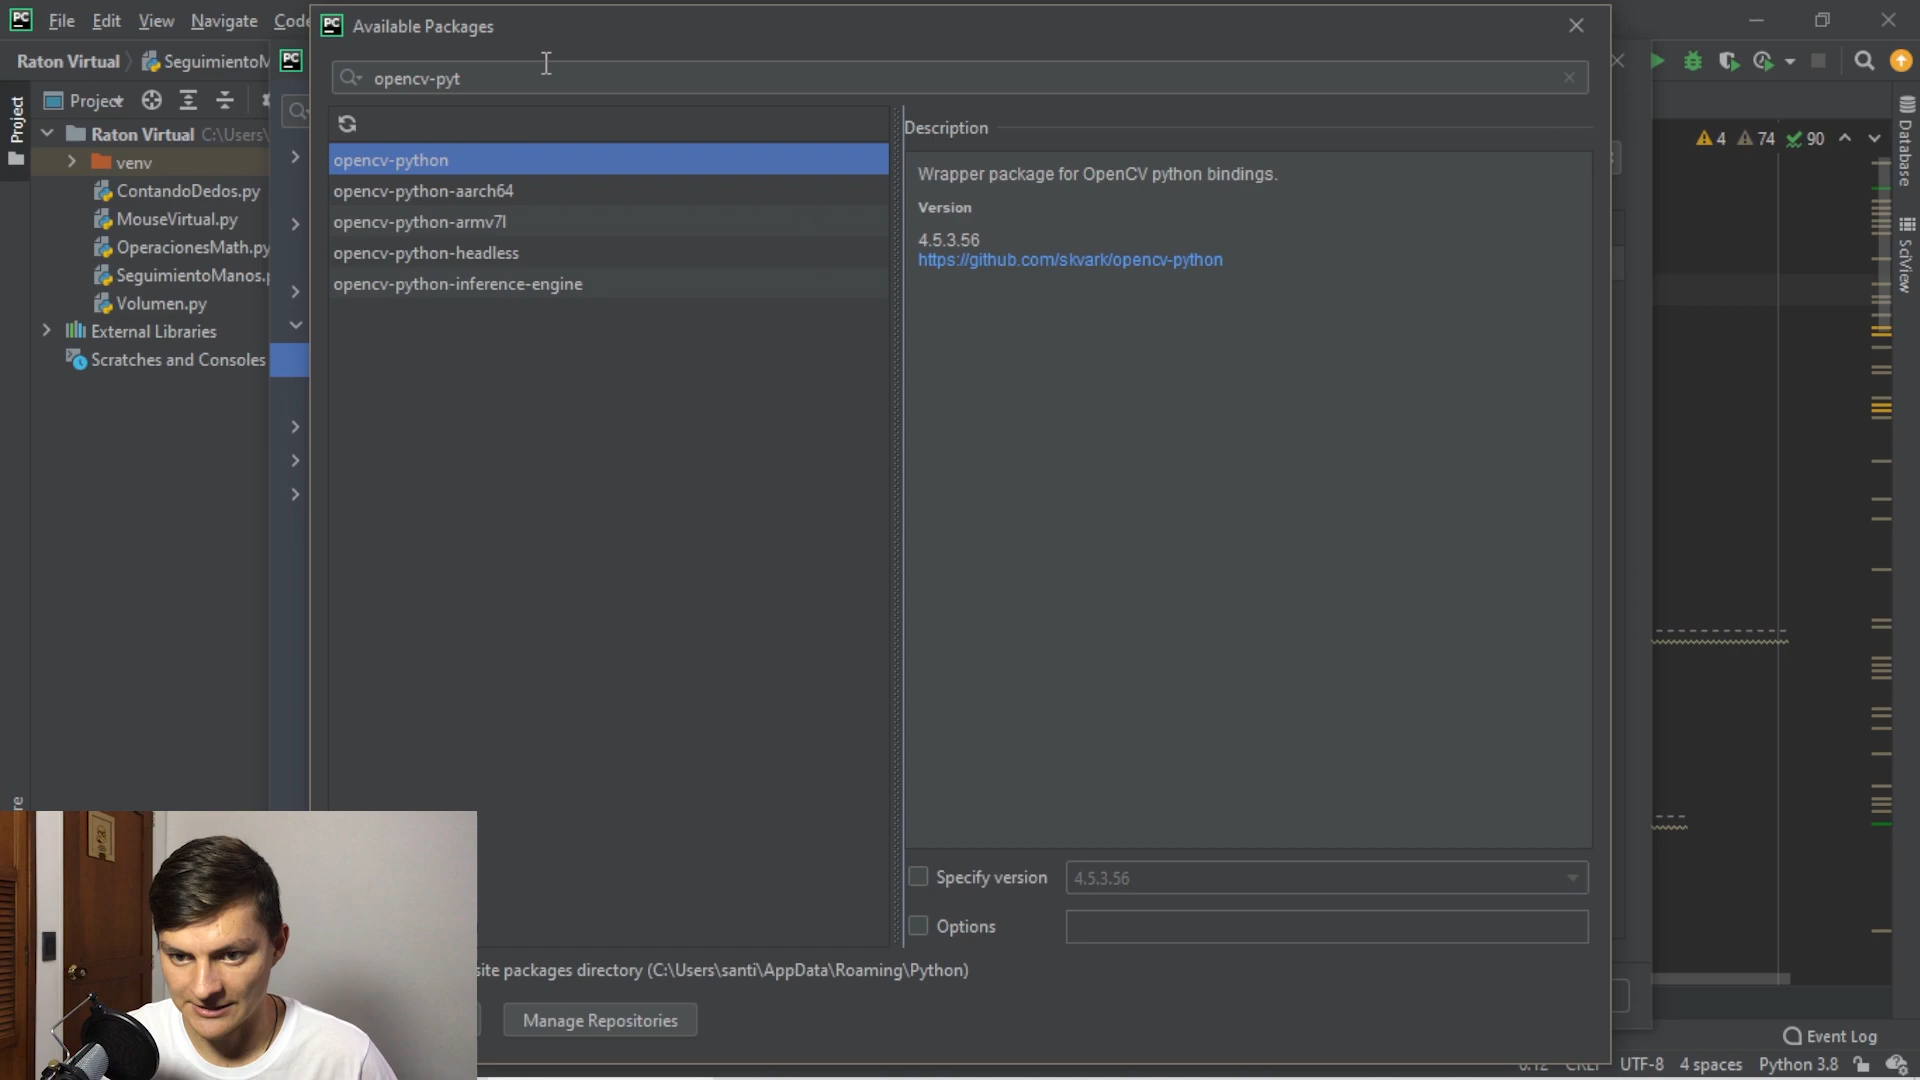 PC
File Edit View Navigate Code
PC Available Packages
Raton Virtual SeguimientoM
PC
opencv-pyt
Project
Project
Raton Virtual C:\Users\
venv
ContandoDedos.py
MouseVirtual.py
OperacionesMath.py
SeguimientoManos.p
Volumen.py
External Libraries
Scratches and Consoles
opencv-python
opencv-python-aarch64
opencv-python-armv7l
opencv-python-headless
opencv-python-inference-engine
Description
Wrapper package for OpenCV python bindings.
Version
4.5.3.56
https://github.com/skvark/opencv-python
4 74 90
Database
SciView
Specify version 4.5.3.56
Options
site packages directory (C:\Users\santi\AppData\Roaming\Python)
Manage Repositories
Event Log
CRLF UTF-8 4 spaces Python 3.8